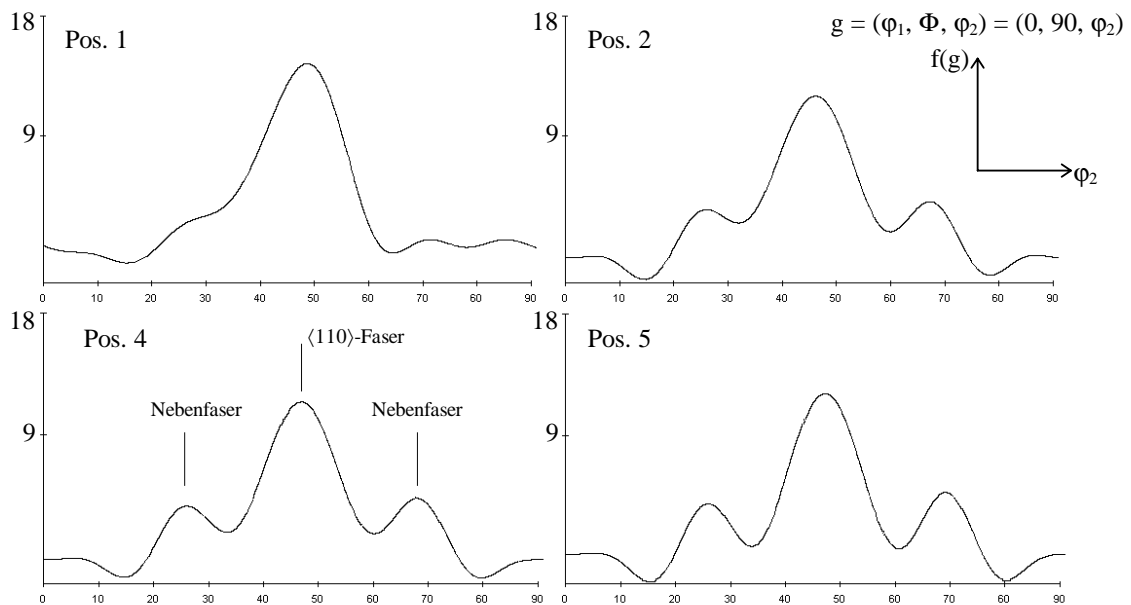 18
Pos. 1
9
0 10 20 30 40 50 60 70 80 90
18
Pos. 2
g = (φ₁, Φ, φ₂) = (0, 90, φ₂)
f(g)
φ₂
9
0 10 20 30 40 50 60 70 80 90
18
Pos. 4
⟨110⟩-Faser
Nebenfaser
Nebenfaser
9
0 10 20 30 40 50 60 70 80 90
18
Pos. 5
9
0 10 20 30 40 50 60 70 80 90